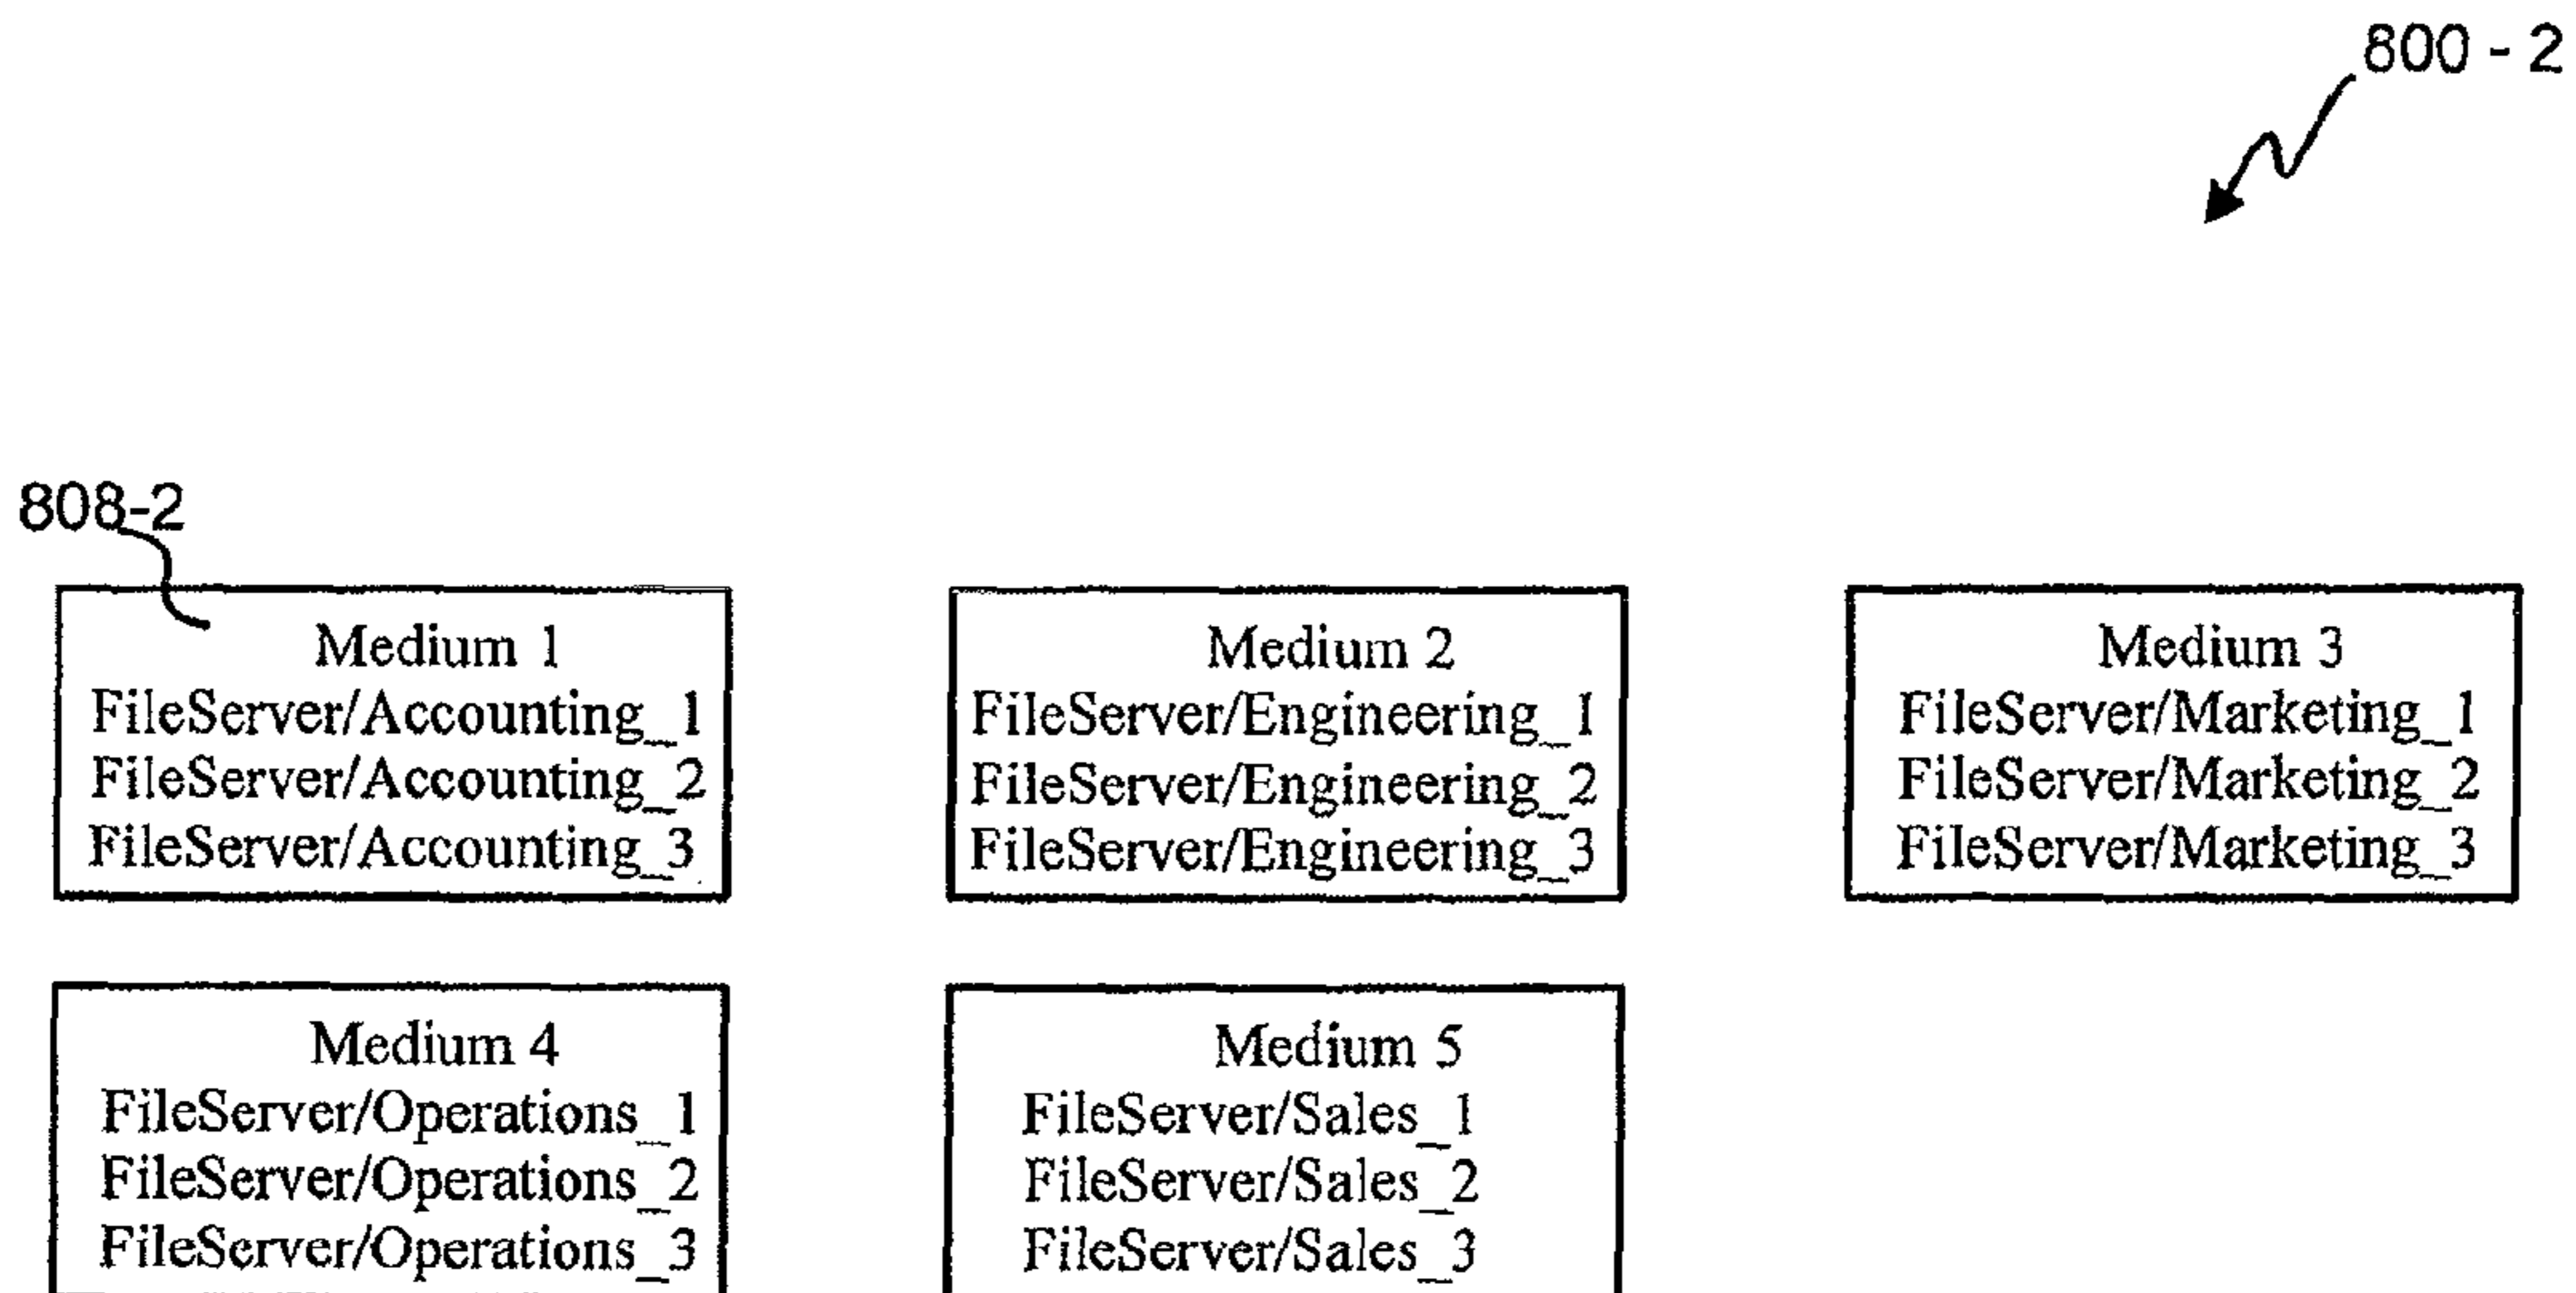 800 - 2
808-2
Medium 1
FileServer/Accounting_1
FileServer/Accounting_2
FileServer/Accounting_3
Medium 2
FileServer/Engineering_1
FileServer/Engineering_2
FileServer/Engineering_3
Medium 3
FileServer/Marketing_1
FileServer/Marketing_2
FileServer/Marketing_3
Medium 4
FileServer/Operations_1
FileServer/Operations_2
FileServer/Operations_3
Medium 5
FileServer/Sales_1
FileServer/Sales_2
FileServer/Sales_3